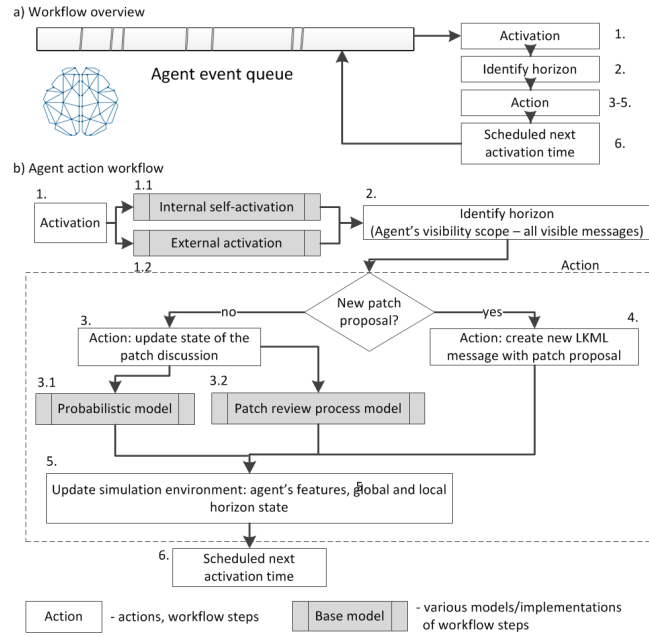 a) Workflow overview
Agent event queue
Activation
1.
Identify horizon
2.
Action
3-5.
Scheduled next
activation time
6.
b) Agent action workflow
1.
Activation
1.1
Internal self-activation
External activation
1.2
2.
Identify horizon
(Agent's visibility scope – all visible messages)
Action
New patch
proposal?
no
yes
3.
Action: update state of the
patch discussion
4.
Action: create new LKML
message with patch proposal
3.1
Probabilistic model
3.2
Patch review process model
5.
Update simulation environment: agent's features, global and local
horizon state
5.
6.
Scheduled next
activation time
Action
- actions, workflow steps
Base model
- various models/implementations
of workflow steps